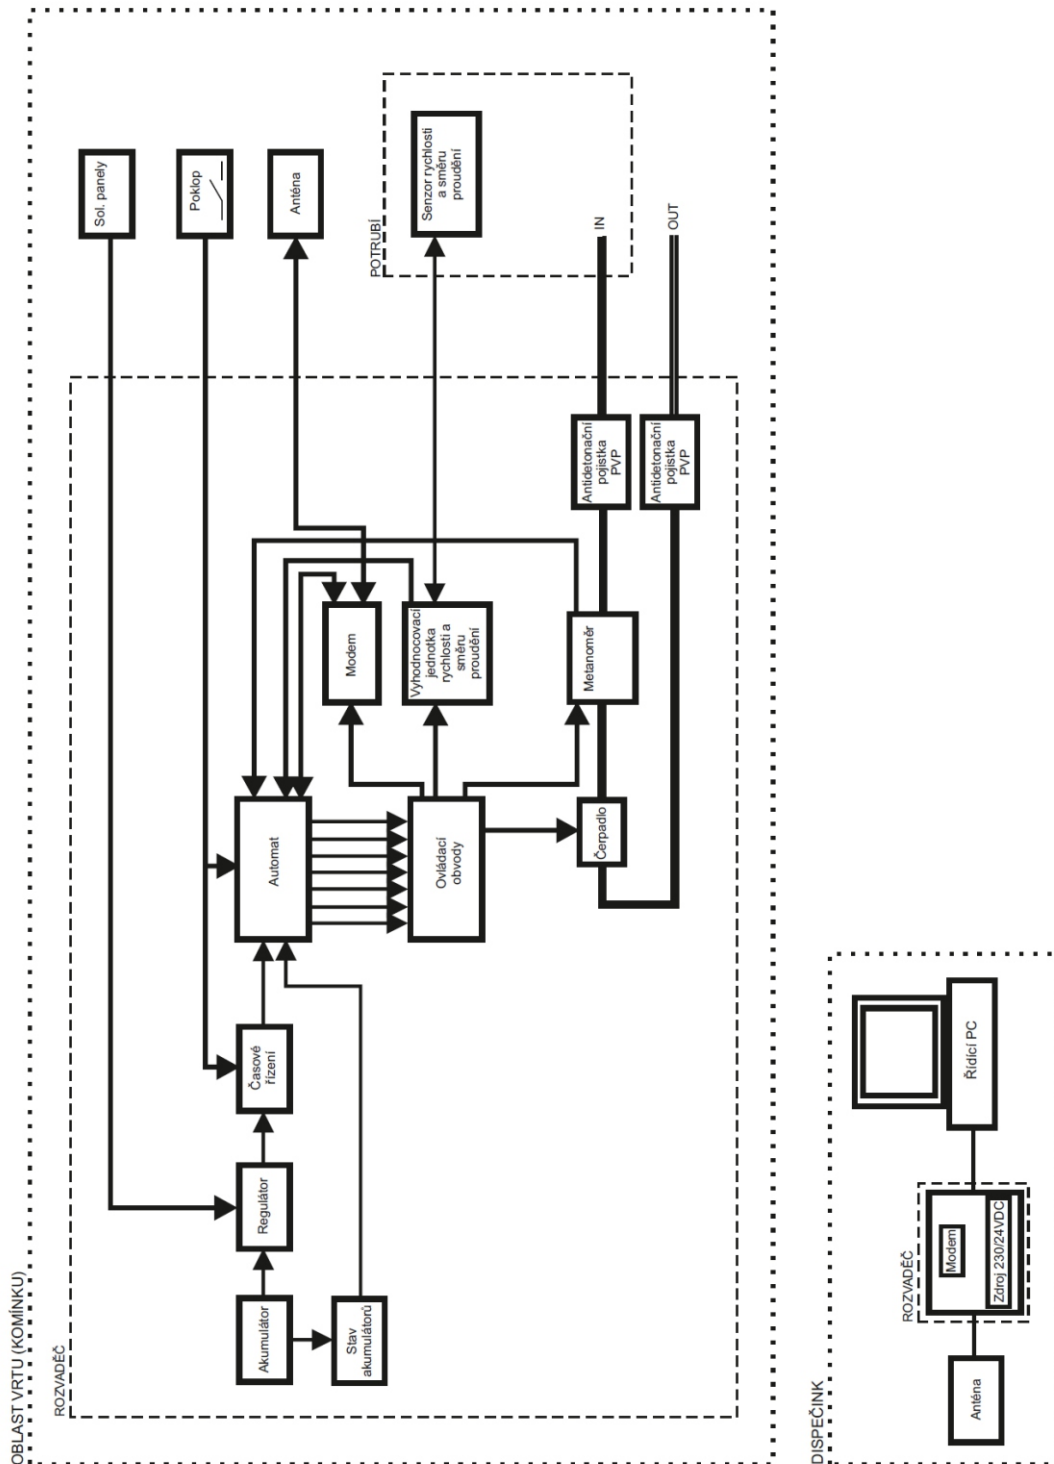 OBLAST VRTU (KOMÍNKU)
ROZVADĚČ
Sol. panely
Poklop
Anténa
POTRUBÍ
Senzor rychlosti
a směru
proudění
IN
OUT
Akumulátor
Stav
akumulátorů
Regulátor
Časové
řízení
Automat
Ovládací
obvody
Modem
Vyhodnocovací
jednotka
rychlosti a
směru
proudění
Metanoměr
Čerpadlo
Antidetonační
pojistka
PVP
Antidetonační
pojistka
PVP
DISPEČINK
ROZVADĚČ
Anténa
Modem
Zdroj 230/24VDC
Řídící PC